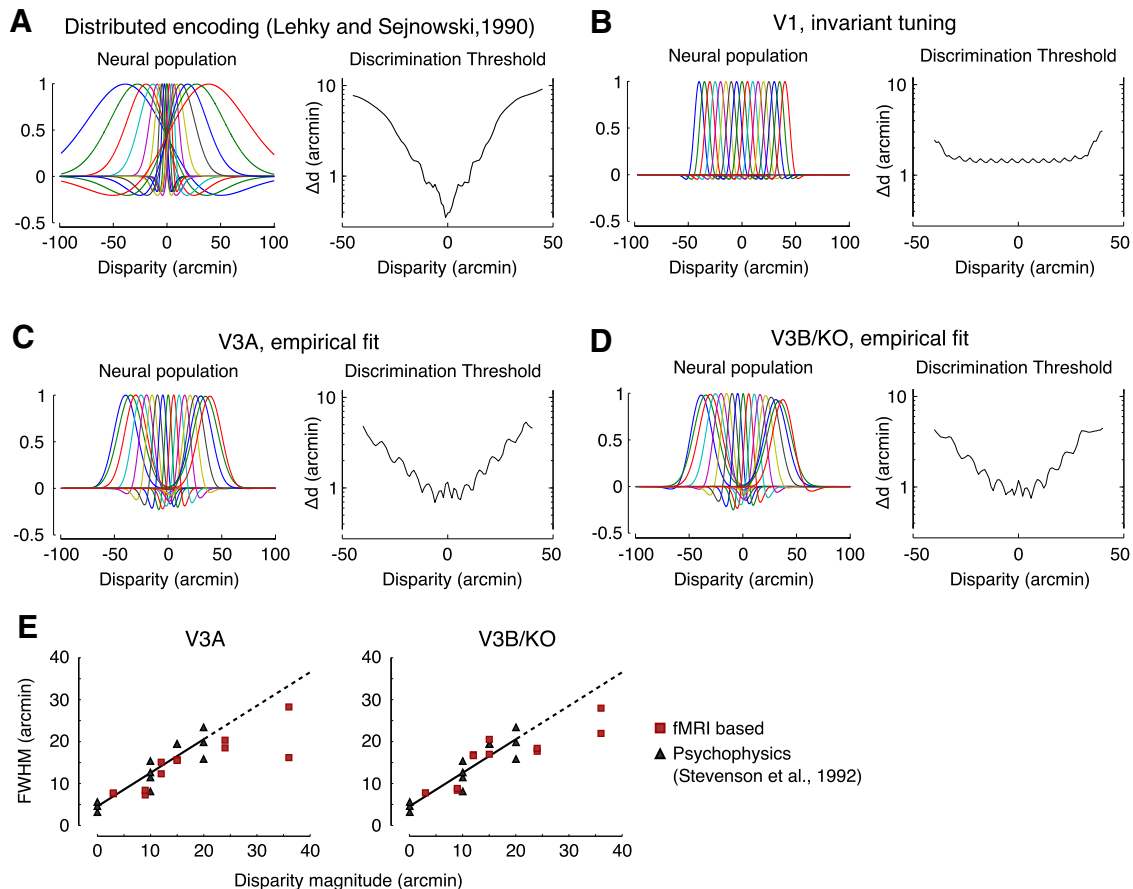 A
Distributed encoding (Lehky and Sejnowski,1990)
Neural population
1
0.5
0
-0.5
-100 -50 0 50 100
Disparity (arcmin)
Discrimination Threshold
Δd (arcmin)
10
1
-50 0 50
Disparity (arcmin)
B
V1, invariant tuning
Neural population
1
0.5
0
-0.5
-100 -50 0 50 100
Disparity (arcmin)
Discrimination Threshold
Δd (arcmin)
10
1
-50 0 50
Disparity (arcmin)
C
V3A, empirical fit
Neural population
1
0.5
0
-0.5
-100 -50 0 50 100
Disparity (arcmin)
Discrimination Threshold
Δd (arcmin)
10
1
-50 0 50
Disparity (arcmin)
D
V3B/KO, empirical fit
Neural population
1
0.5
0
-0.5
-100 -50 0 50 100
Disparity (arcmin)
Discrimination Threshold
Δd (arcmin)
10
1
-50 0 50
Disparity (arcmin)
E
V3A
FWHM (arcmin)
40
30
20
10
0
0 10 20 30 40
V3B/KO
40
30
20
10
0
0 10 20 30 40
Disparity magnitude (arcmin)
fMRI based
Psychophysics
(Stevenson et al., 1992)